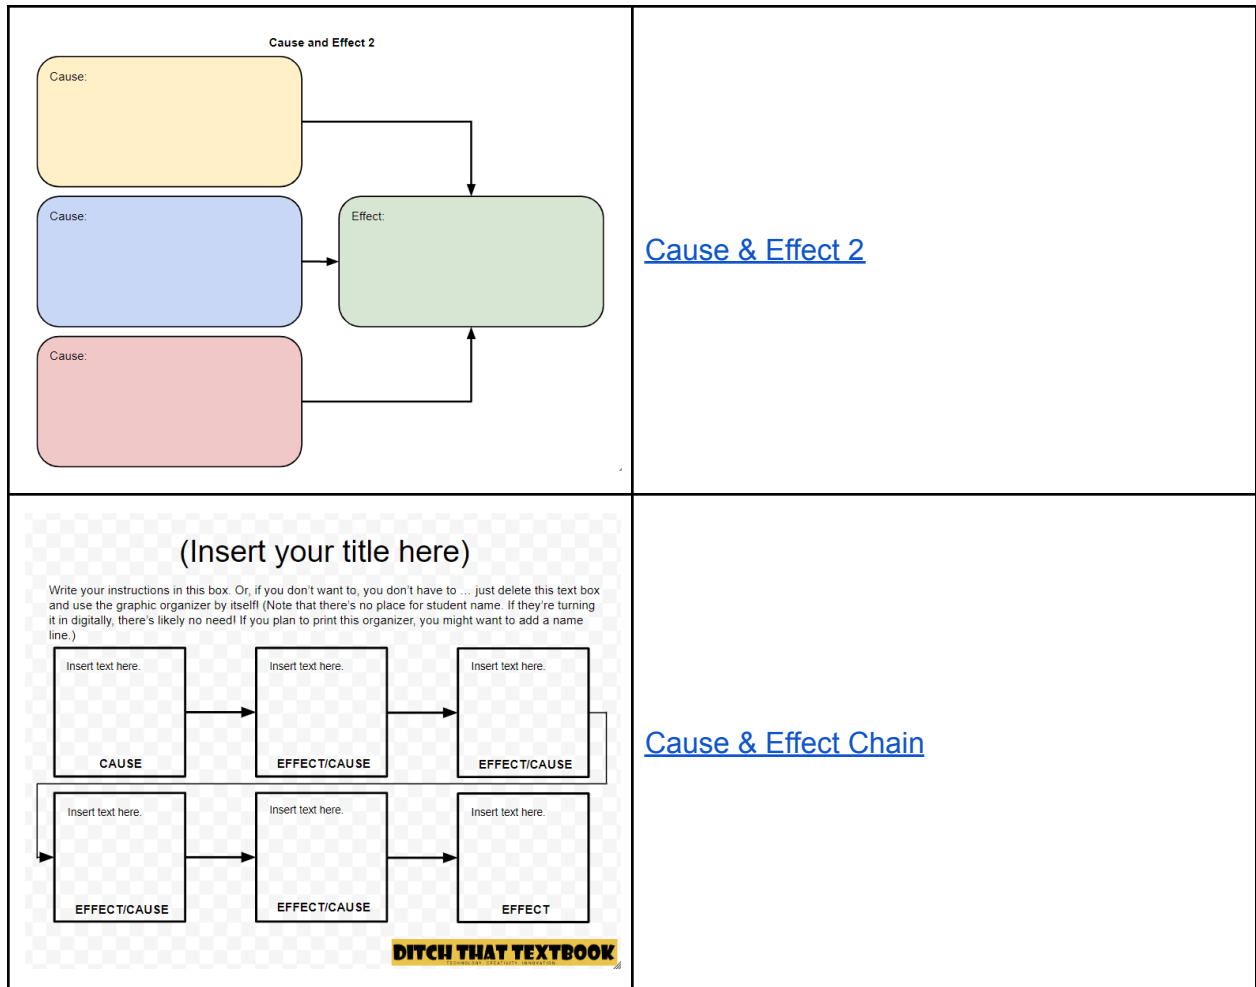 Cause and Effect 2
Cause:
Cause:
Effect:
Cause:
Cause & Effect 2
(Insert your title here)
Write your instructions in this box. Or, if you don't want to, you don't have to … just delete this text box
and use the graphic organizer by itself! (Note that there's no place for student name. If they're turning
it in digitally, there's likely no need! If you plan to print this organizer, you might want to add a name
line.)
Insert text here.
CAUSE
Insert text here.
EFFECT/CAUSE
Insert text here.
EFFECT/CAUSE
Insert text here.
EFFECT/CAUSE
Insert text here.
EFFECT/CAUSE
Insert text here.
EFFECT
DITCH THAT TEXTBOOK
TECHNOLOGY. CREATIVITY. INNOVATION.
Cause & Effect Chain